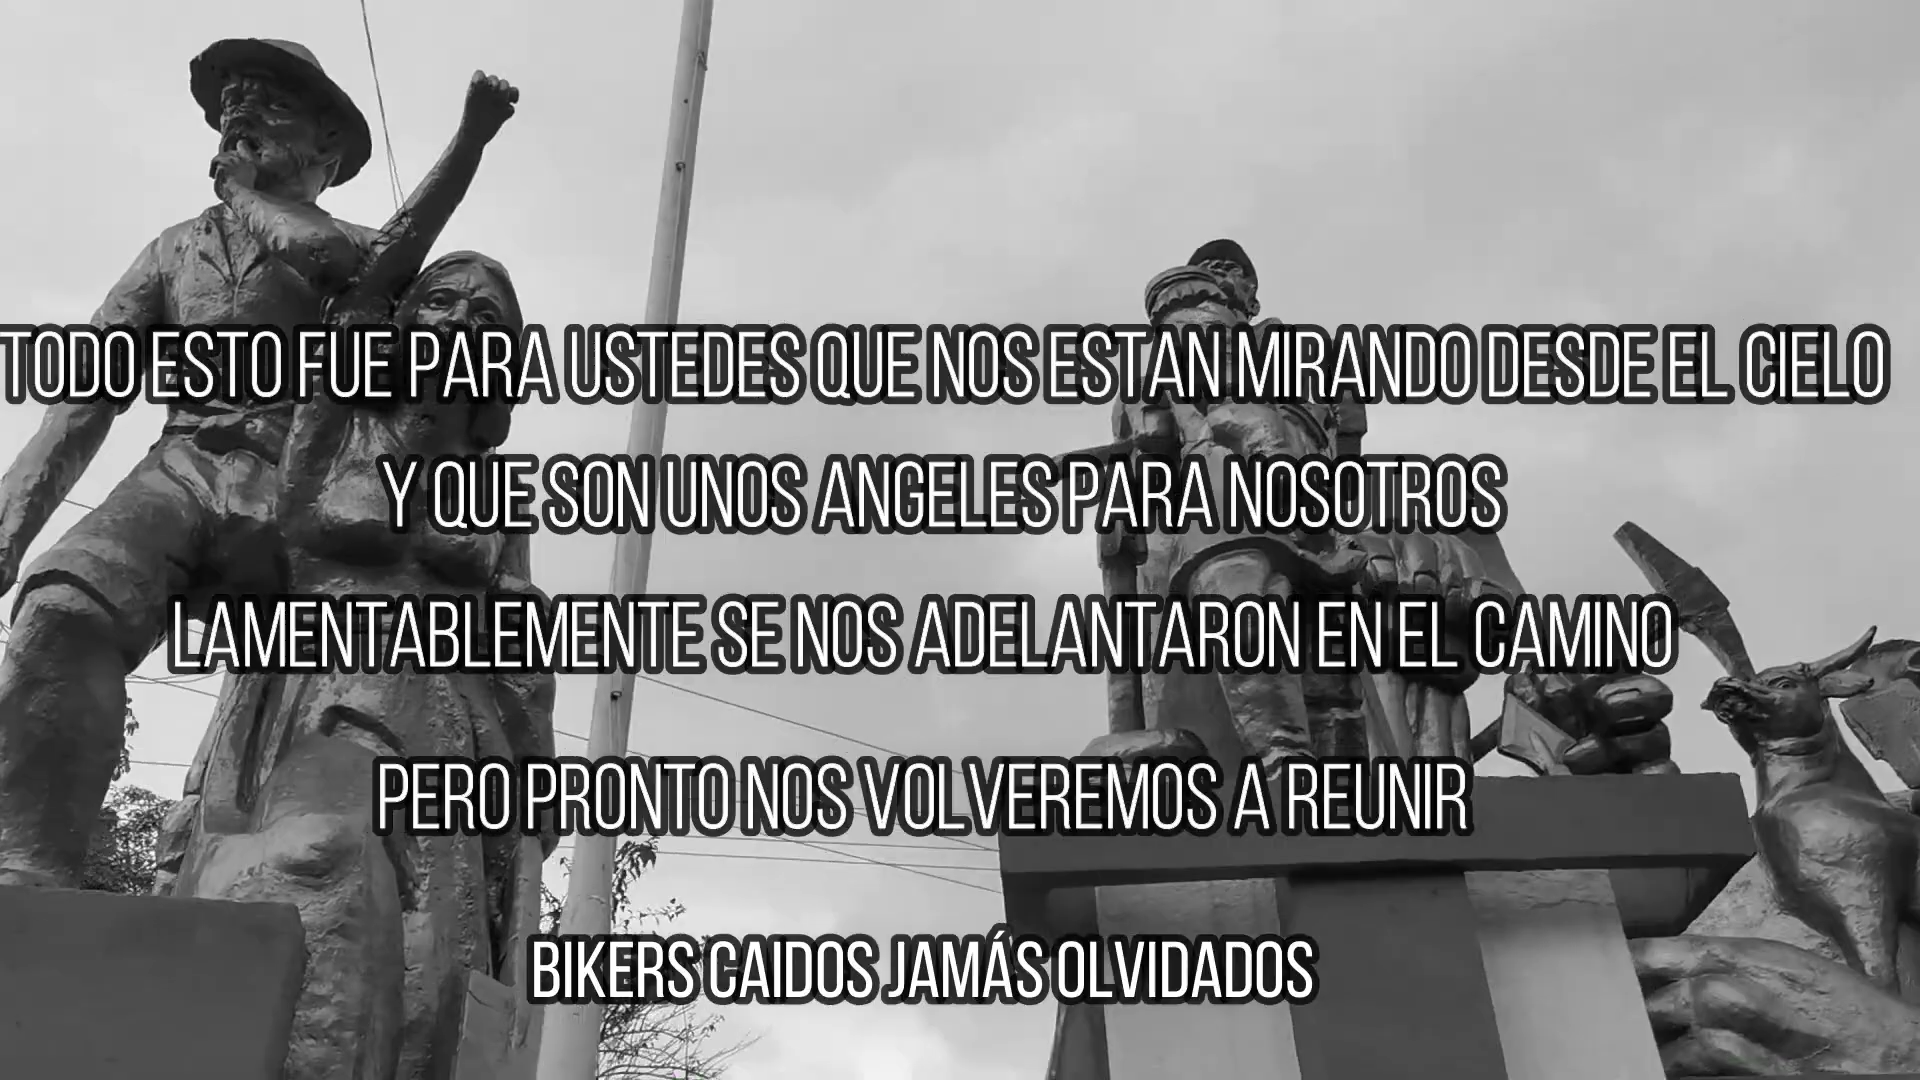 TODO ESTO FUE PARA USTEDES QUE NOS ESTAN MIRANDO DESDE EL CIELO
Y QUE SON UNOS ANGELES PARA NOSOTROS
LAMENTABLEMENTE SE NOS ADELANTARON EN EL CAMINO
PERO PRONTO NOS VOLVEREMOS A REUNIR
BIKERS CAIDOS JAMÁS OLVIDADOS